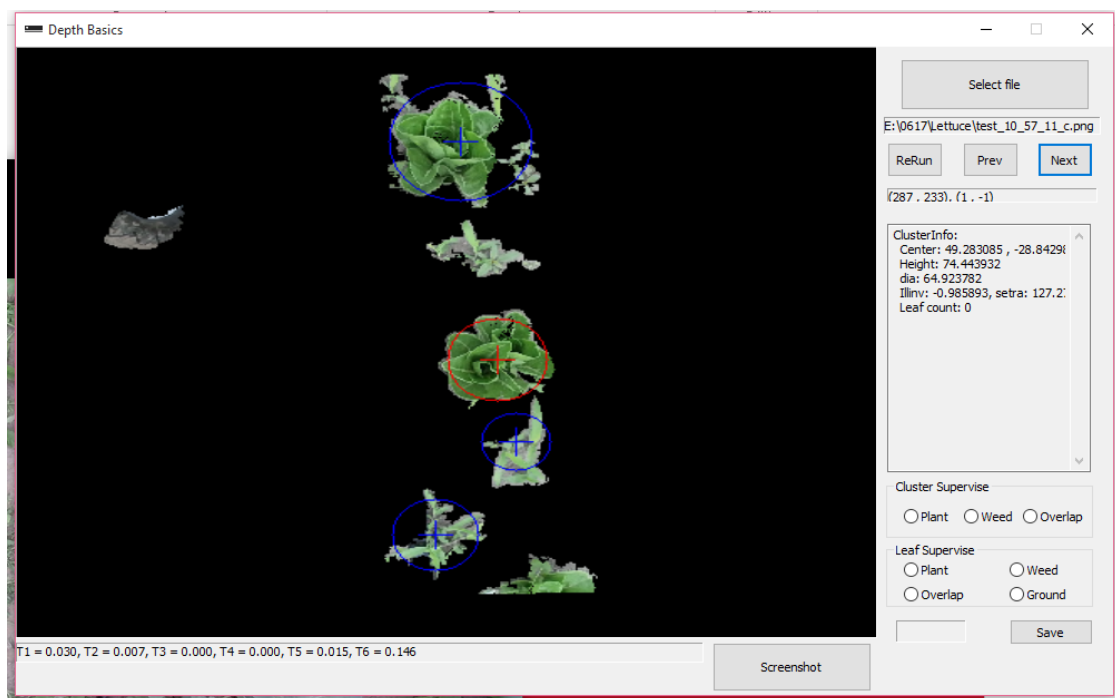 Depth Basics
Select file
E:\0617\Lettuce\test_10_57_11_c.png
ReRun
Prev
Next
(287 , 233), (1 , -1)
ClusterInfo:
Center: 49.283085 , -28.84298
Height: 74.443932
dia: 64.923782
Illinv: -0.985893, setra: 127.2
Leaf count: 0
Cluster Supervise
Plant
Weed
Overlap
Leaf Supervise
Plant
Weed
Overlap
Ground
Save
T1 = 0.030, T2 = 0.007, T3 = 0.000, T4 = 0.000, T5 = 0.015, T6 = 0.146
Screenshot